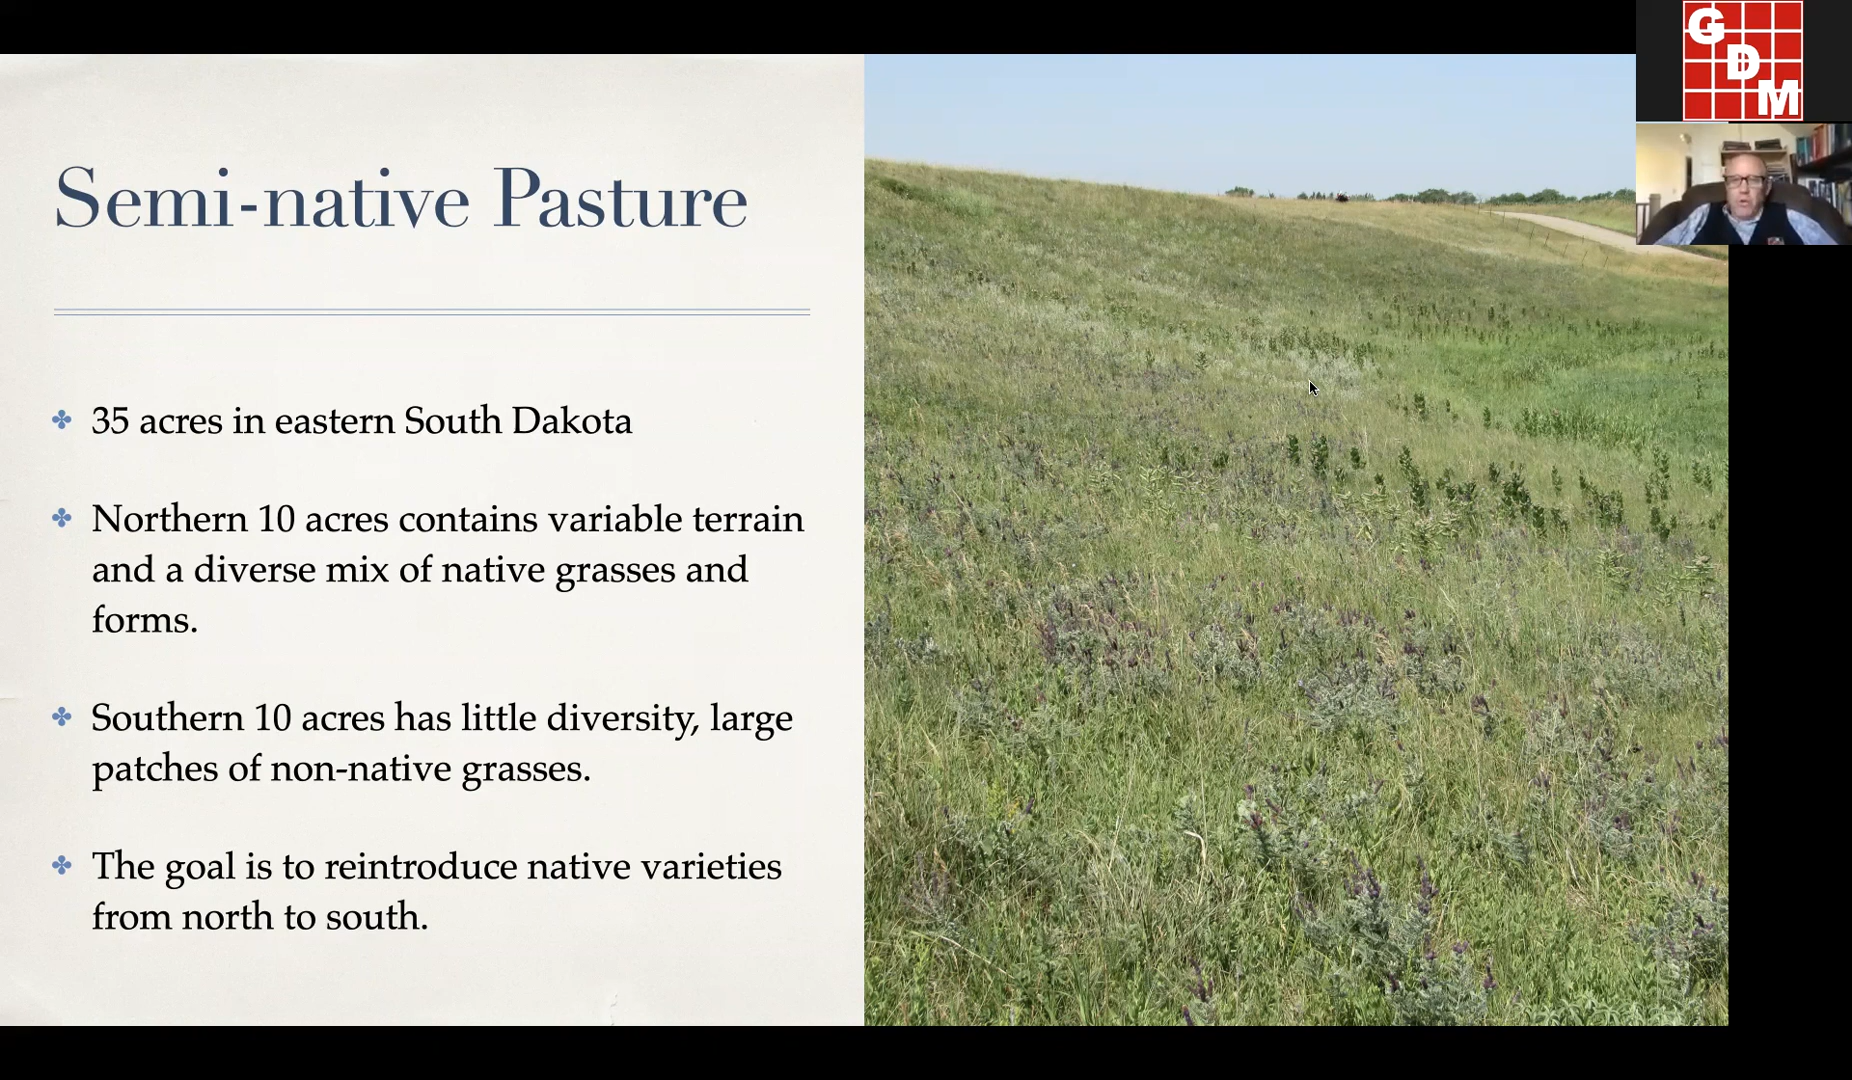 Semi-native Pasture
35 acres in eastern South Dakota
Northern 10 acres contains variable terrain
and a diverse mix of native grasses and
forms.
Southern 10 acres has little diversity, large
patches of non-native grasses.
The goal is to reintroduce native varieties
from north to south.
G
D
M